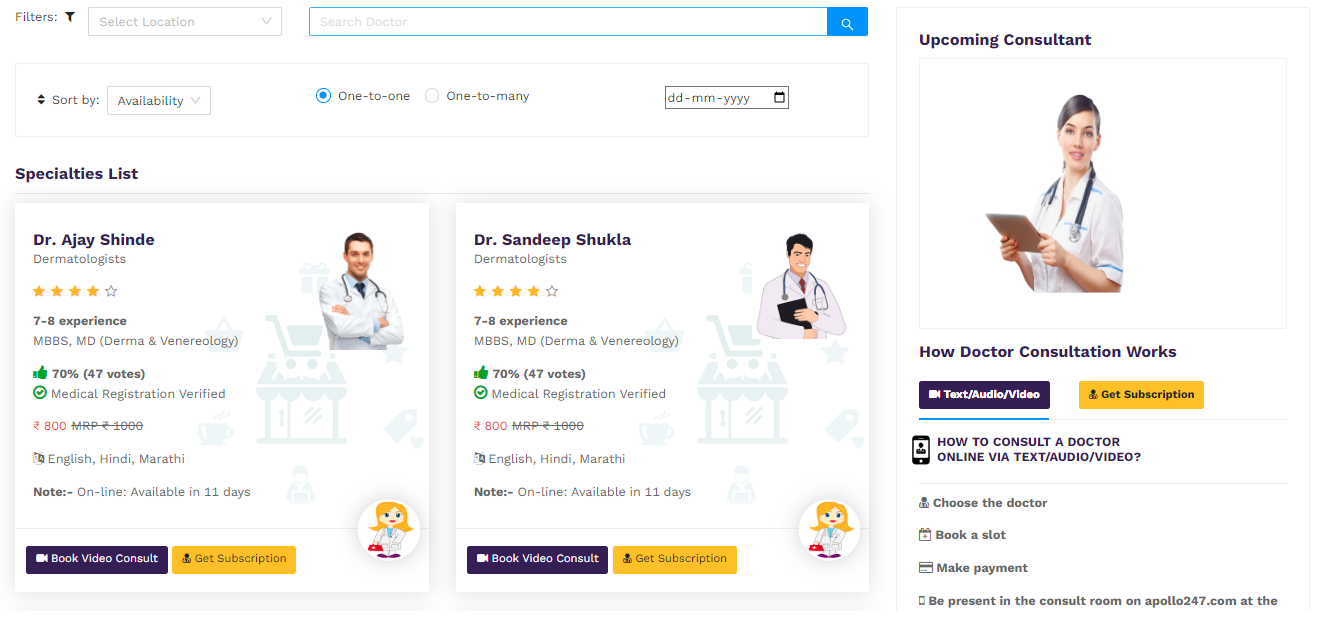 Filters:
Select Location
Search Doctor
Sort by:
Availability
One-to-one
One-to-many
dd-mm-yyyy
Specialties List
Dr. Ajay Shinde
Dermatologists
7-8 experience
MBBS, MD (Derma & Venereology)
70% (47 votes)
Medical Registration Verified
₹ 800 MRP ₹ 1000
English, Hindi, Marathi
Note:- On-line: Available in 11 days
Book Video Consult
Get Subscription
Dr. Sandeep Shukla
Dermatologists
7-8 experience
MBBS, MD (Derma & Venereology)
70% (47 votes)
Medical Registration Verified
₹ 800 MRP ₹ 1000
English, Hindi, Marathi
Note:- On-line: Available in 11 days
Book Video Consult
Get Subscription
Upcoming Consultant
How Doctor Consultation Works
Text/Audio/Video
Get Subscription
HOW TO CONSULT A DOCTOR
ONLINE VIA TEXT/AUDIO/VIDEO?
Choose the doctor
Book a slot
Make payment
Be present in the consult room on apollo247.com at the